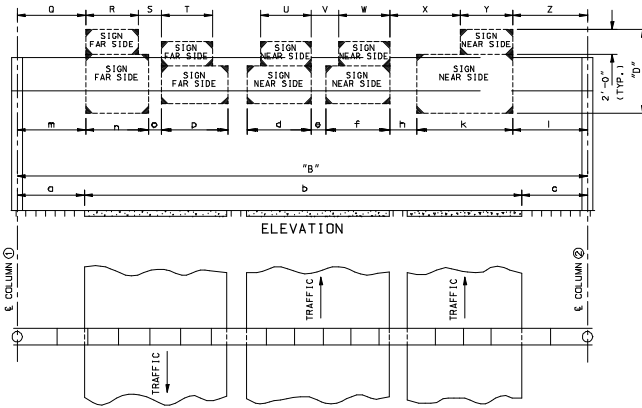 Q R S T U V W X Y Z
SIGN
FAR SIDE
SIGN
FAR SIDE
SIGN
NEAR SIDE
SIGN
NEAR SIDE
SIGN
NEAR SIDE
SIGN
FAR SIDE
SIGN
FAR SIDE
SIGN
NEAR SIDE
SIGN
NEAR SIDE
SIGN
NEAR SIDE
2'-0"
(TYP.)
"D"
m n o p d e f h k l
"B"
a b c
ELEVATION
℄ COLUMN ①
℄ COLUMN ②
TRAFFIC
TRAFFIC
TRAFFIC